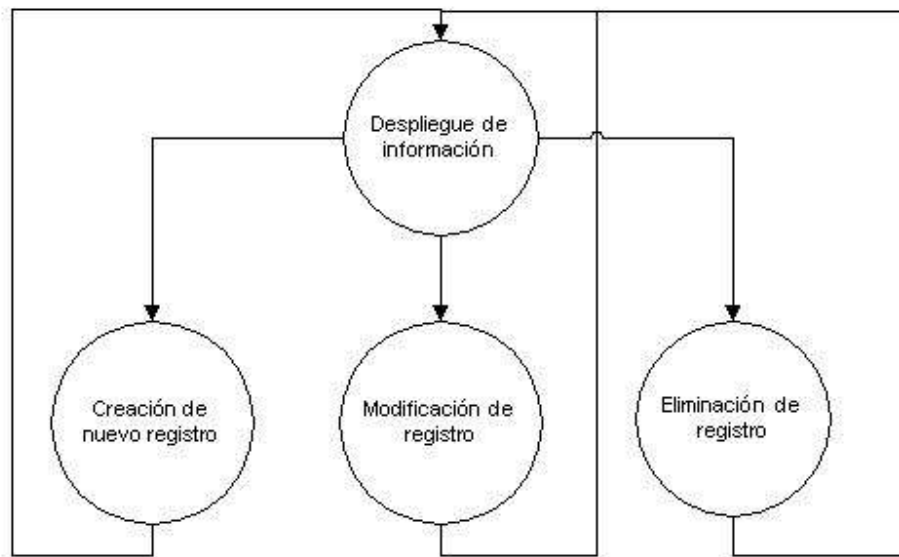 Despliegue de
información
Creación de
nuevo registro
Modificación de
registro
Eliminación de
registro